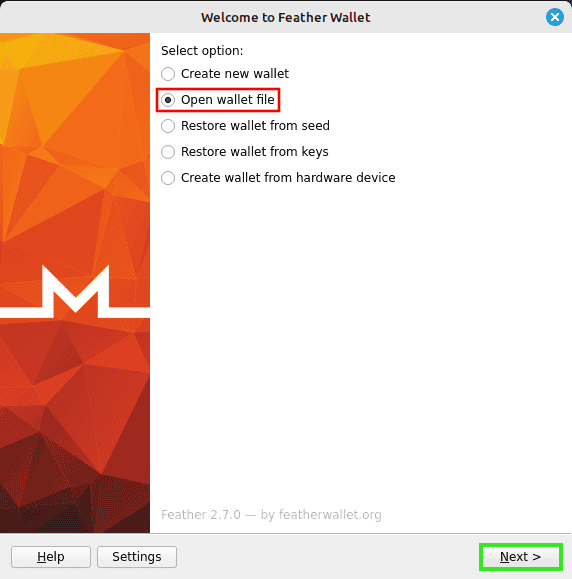 Welcome to Feather Wallet
Select option:
Create new wallet
Open wallet file
Restore wallet from seed
Restore wallet from keys
Create wallet from hardware device
Feather 2.7.0 — by featherwallet.org
Help Settings Next >